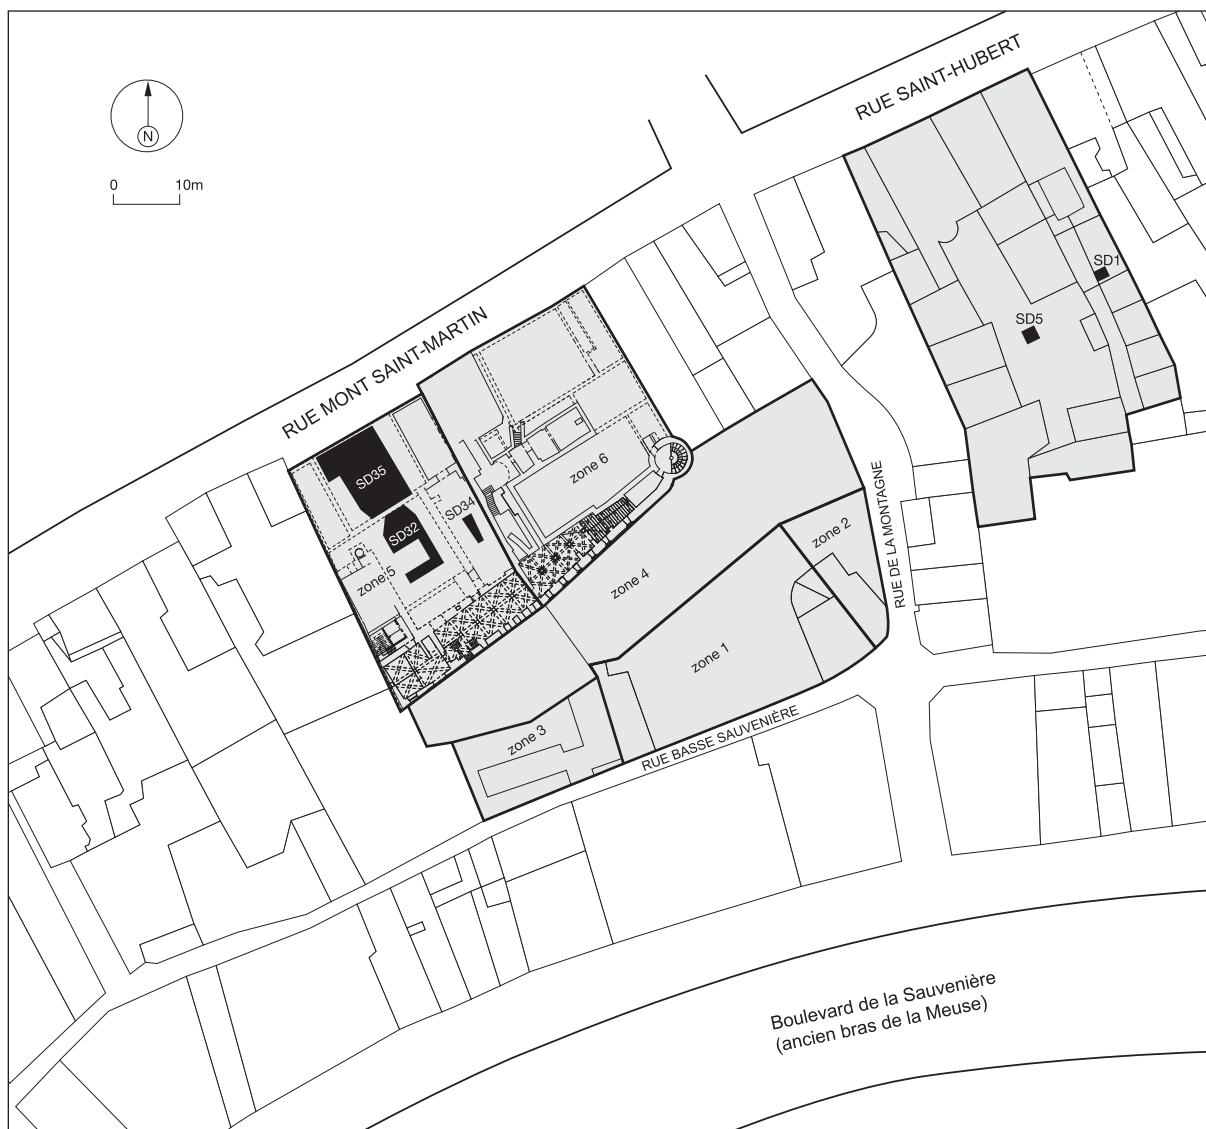 N
0 10m
RUE SAINT-HUBERT
RUE MONT SAINT-MARTIN
SD1
SD5
SD35
SD32
SD34
zone 6
zone 5
zone 4
zone 2
zone 1
zone 3
RUE DE LA MONTAGNE
RUE BASSE SAUVENIÈRE
Boulevard de la Sauvenière
(ancien bras de la Meuse)